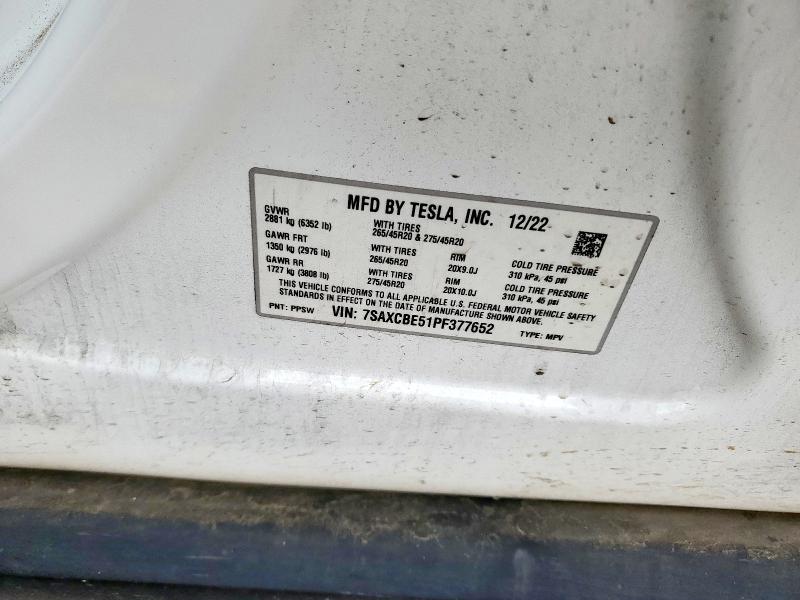 MFD BY TESLA, INC. 12/22
GVWR
2881 kg (6352 lb)
WITH TIRES
265/45R20 & 275/45R20
GAWR FRT
1350 kg (2976 lb)
WITH TIRES
265/45R20
RIM
20X9.0J
COLD TIRE PRESSURE
310 kPa, 45 psi
GAWR RR
1727 kg (3808 lb)
WITH TIRES
275/45R20
RIM
20X10.0J
COLD TIRE PRESSURE
310 kPa, 45 psi
THIS VEHICLE CONFORMS TO ALL APPLICABLE U.S. FEDERAL MOTOR VEHICLE SAFETY
STANDARDS IN EFFECT ON THE DATE OF MANUFACTURE SHOWN ABOVE.
PNT: PPSW VIN: 7SAXCBE51PF377652 TYPE: MPV